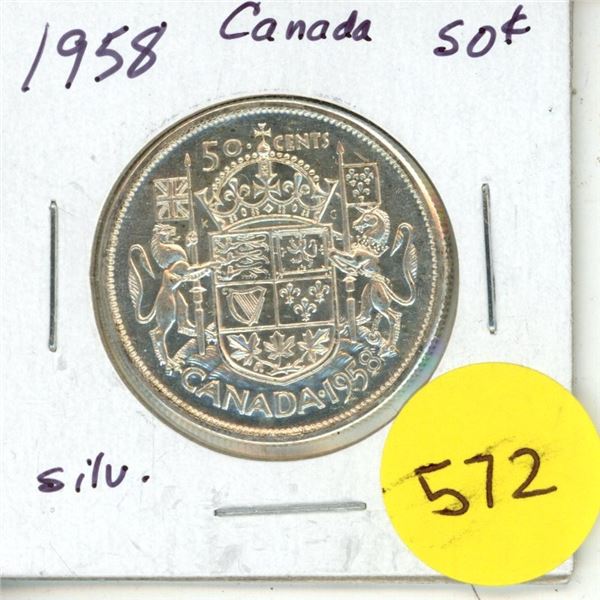 1958 Canada 50¢
50 CENTS
K G
CANADA·1958
silv.
572